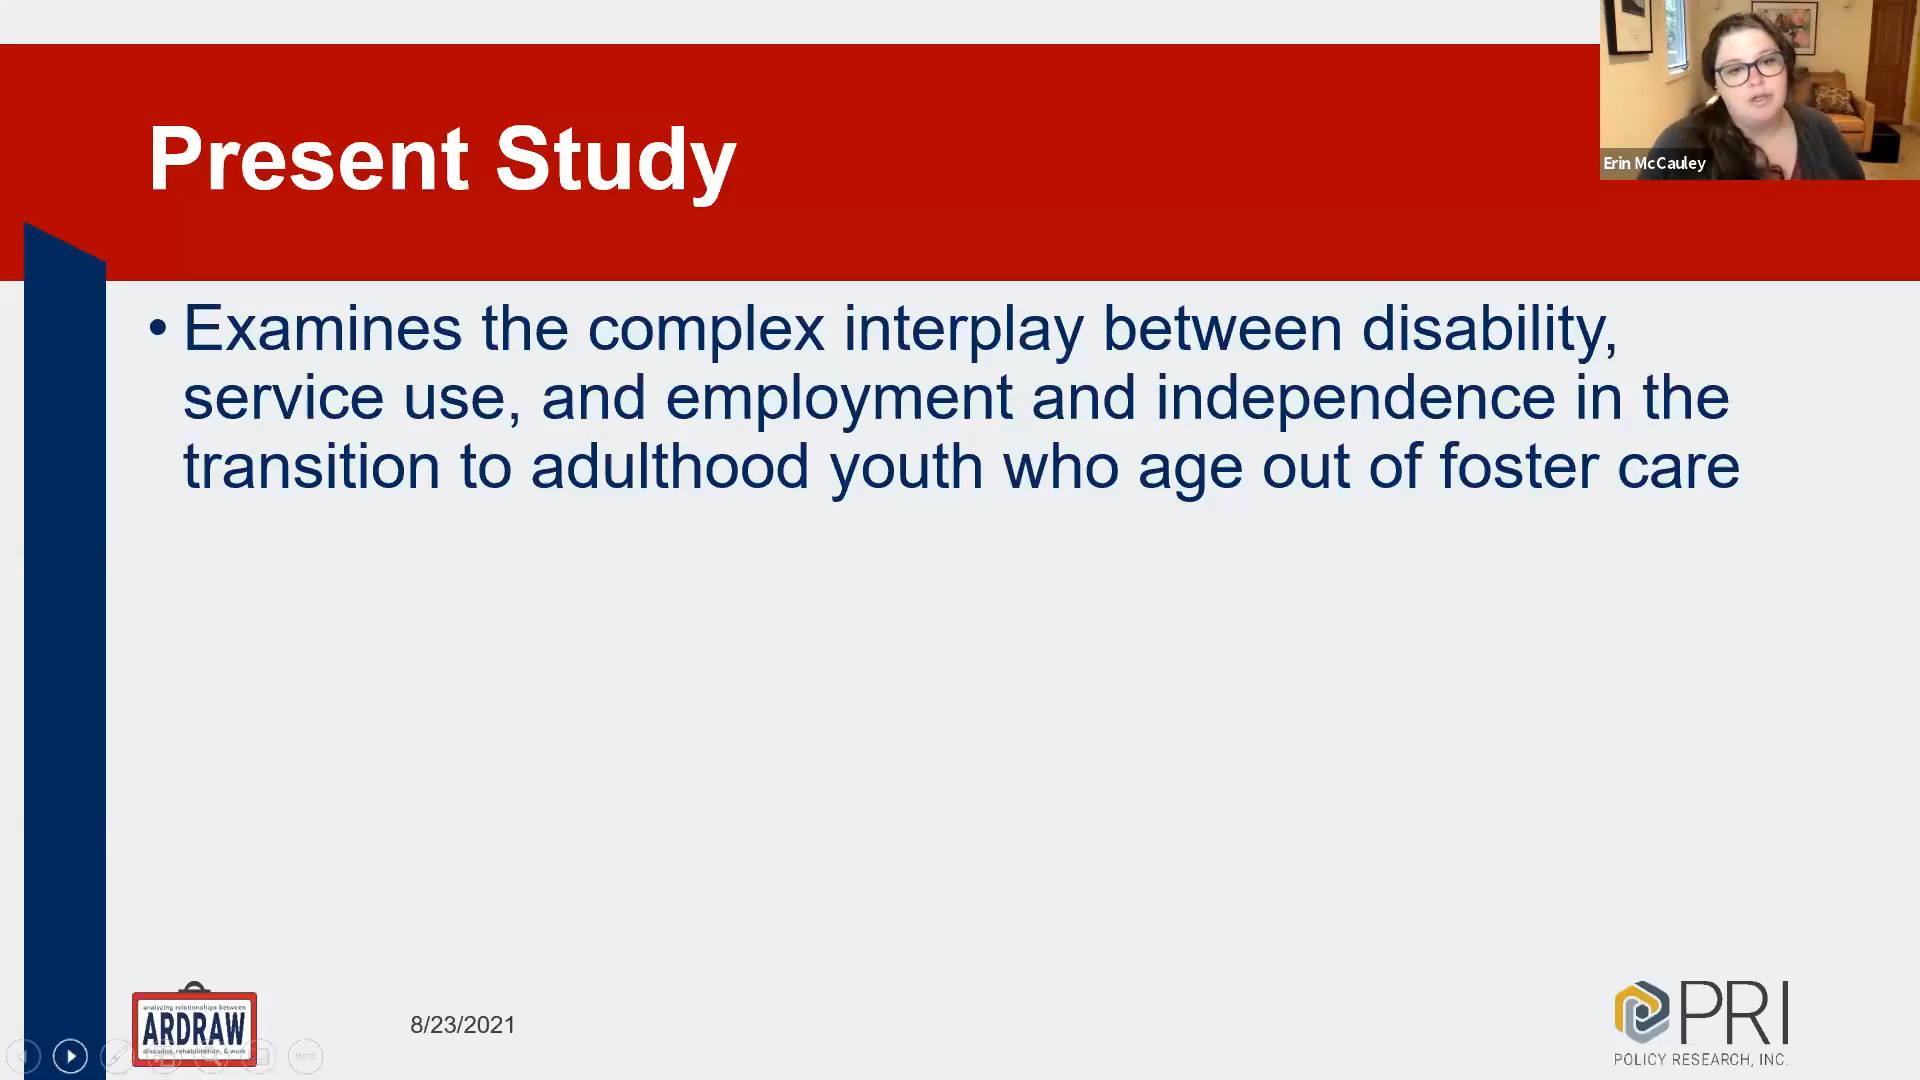 Present Study
Erin McCauley
• Examines the complex interplay between disability,
service use, and employment and independence in the
transition to adulthood youth who age out of foster care
analyzing relationships between
ARDRAW
disability, rehabilitation, & work
8/23/2021
PRI
POLICY RESEARCH, INC.